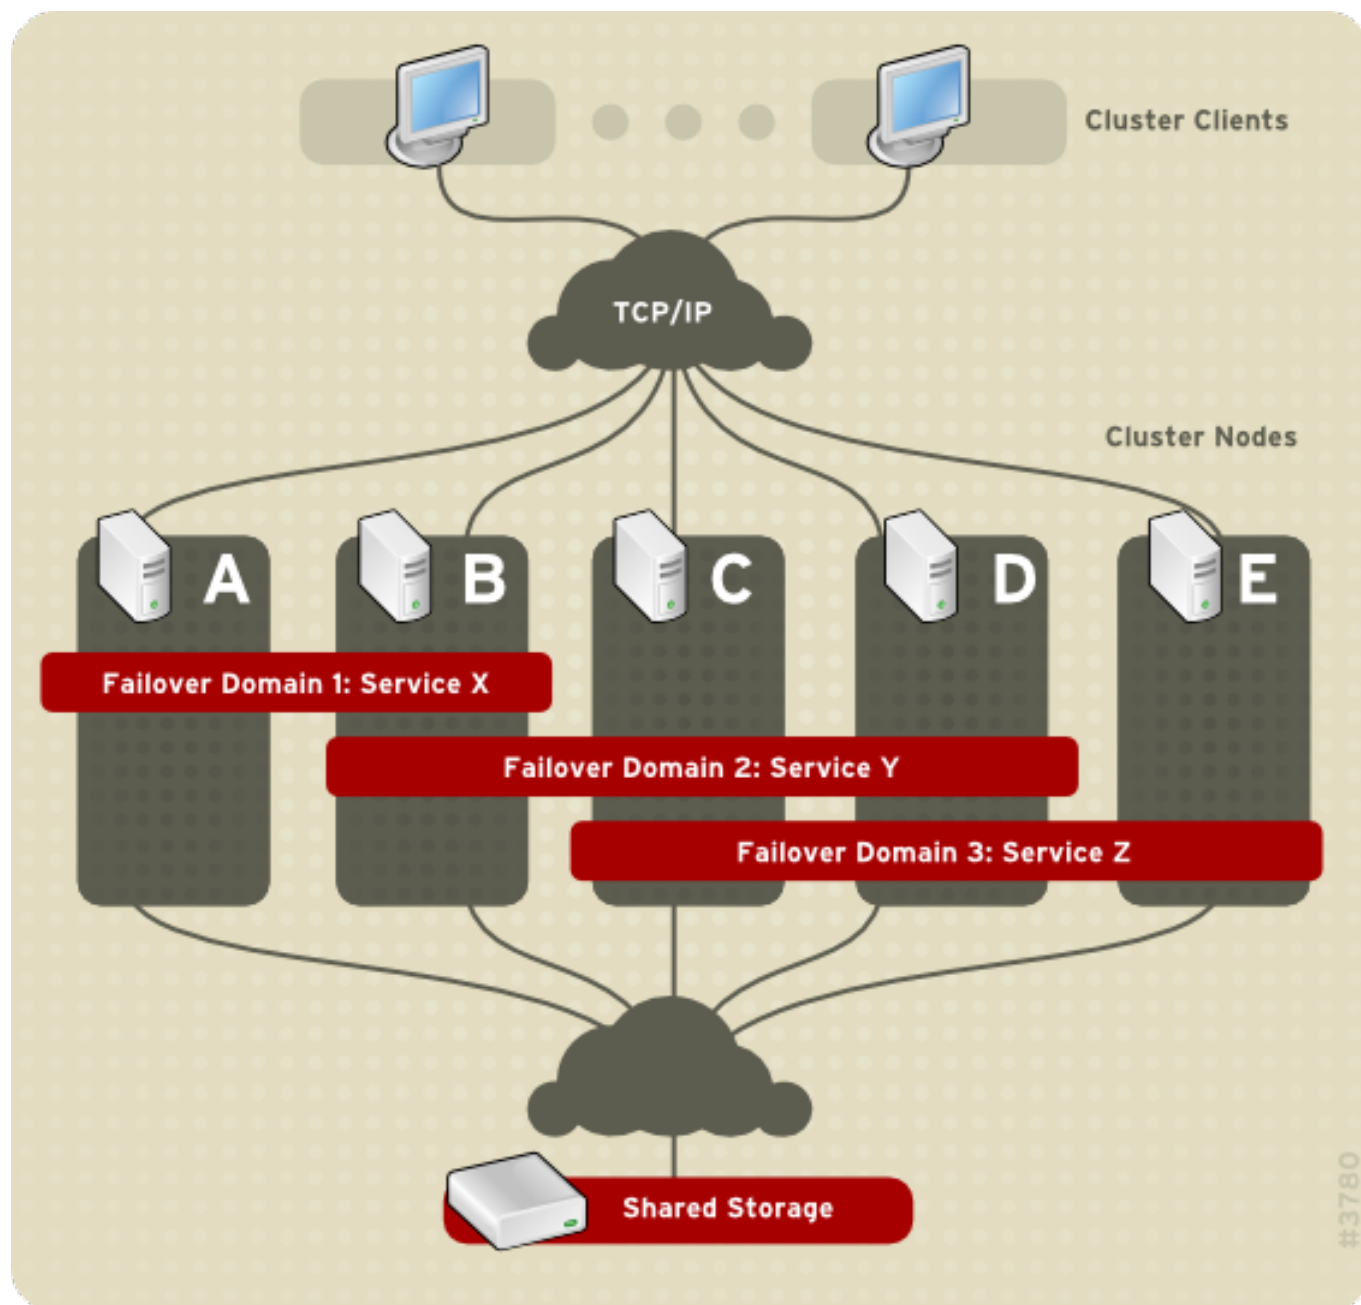 Cluster Clients
TCP/IP
Cluster Nodes
A
B
C
D
E
Failover Domain 1: Service X
Failover Domain 2: Service Y
Failover Domain 3: Service Z
Shared Storage
#3780